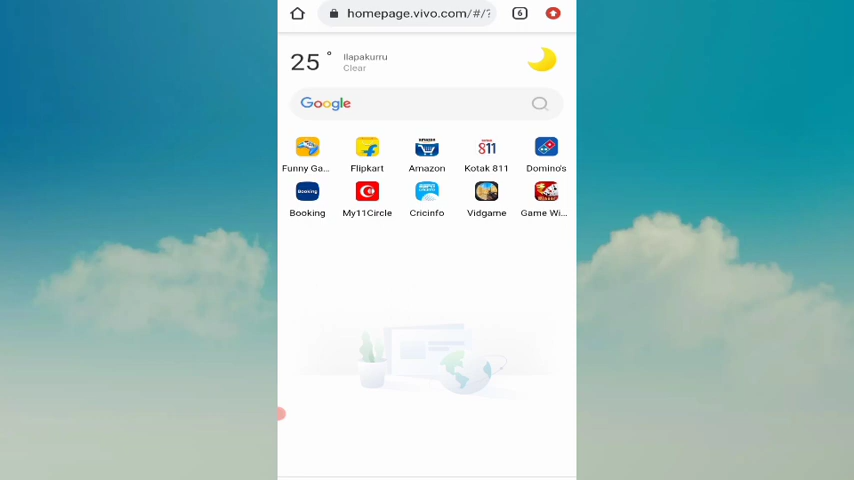 homepage.vivo.com/#/?
6
25°
Ilapakurru
Clear
Google
Funny Ga... Flipkart Amazon Kotak 811 Domino's
Booking My11Circle Cricinfo Vidgame Game Wi...